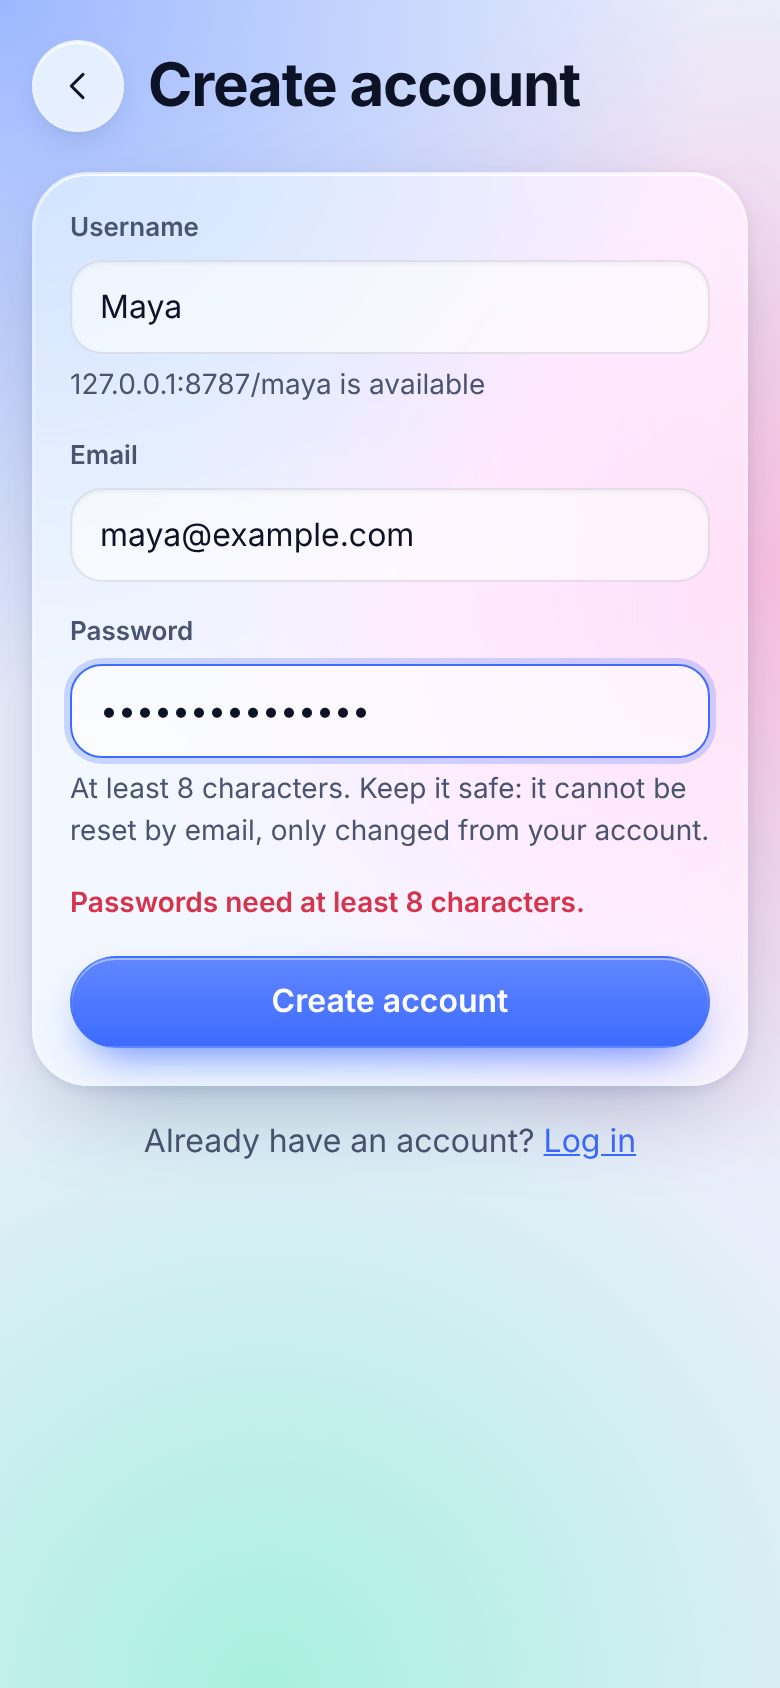 Create account
Username
Maya
127.0.0.1:8787/maya is available
Email
maya@example.com
Password
•••••••••••••••
At least 8 characters. Keep it safe: it cannot be
reset by email, only changed from your account.
Passwords need at least 8 characters.
Create account
Already have an account? Log in